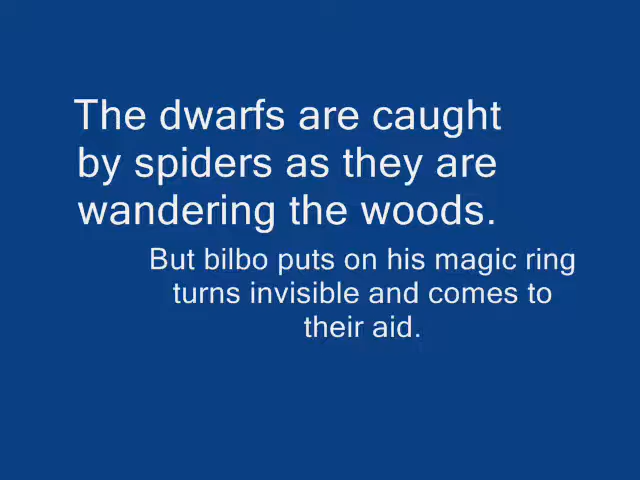 The dwarfs are caught
by spiders as they are
wandering the woods.
But bilbo puts on his magic ring
turns invisible and comes to
their aid.